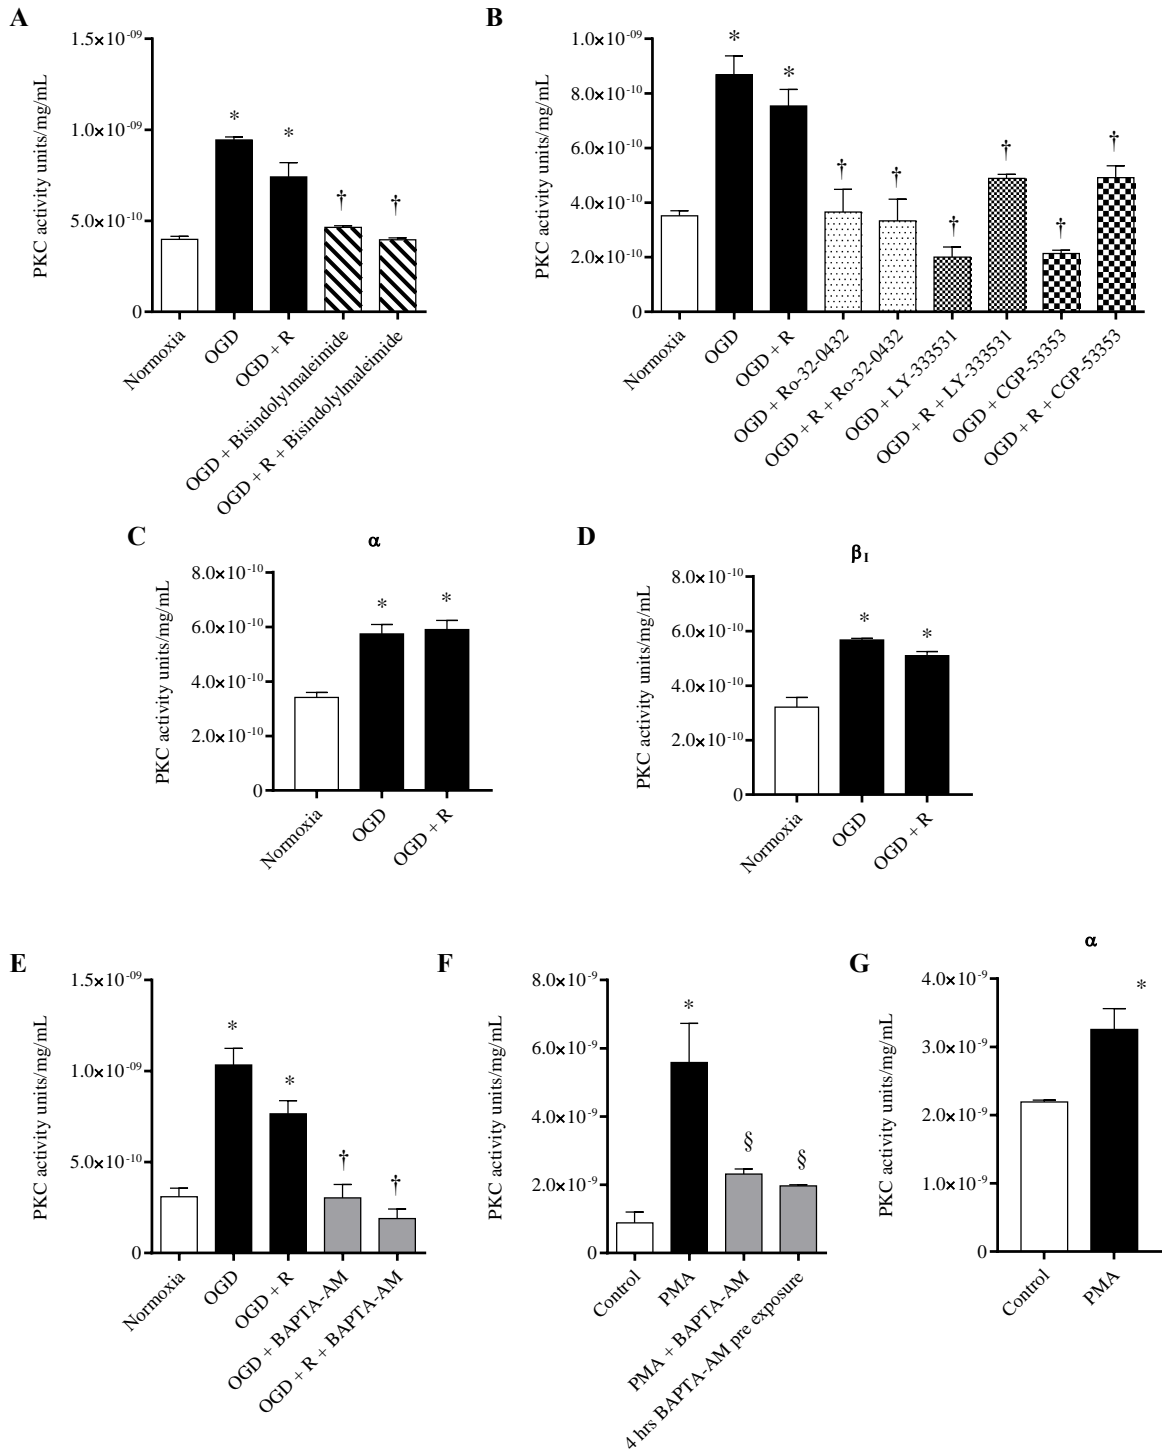 A
PKC activity units/mg/mL
1.5×10-09
1.0×10-09
5.0×10-10
0
* * † †
Normoxia
OGD
OGD + R
OGD + Bisindolylmaleimide
OGD + R + Bisindolylmaleimide
B
PKC activity units/mg/mL
1.0×10-09
8.0×10-10
6.0×10-10
4.0×10-10
2.0×10-10
0
* * † † † † † †
Normoxia
OGD
OGD + R
OGD + Ro-32-0432
OGD + R + Ro-32-0432
OGD + LY-333531
OGD + R + LY-333531
OGD + CGP-53353
OGD + R + CGP-53353
C
α
PKC activity units/mg/mL
8.0×10-10
6.0×10-10
4.0×10-10
2.0×10-10
0
* *
Normoxia
OGD
OGD + R
D
βI
PKC activity units/mg/mL
8.0×10-10
6.0×10-10
4.0×10-10
2.0×10-10
0
* *
Normoxia
OGD
OGD + R
E
PKC activity units/mg/mL
1.5×10-09
1.0×10-09
5.0×10-10
0
* * † †
Normoxia
OGD
OGD + R
OGD + BAPTA-AM
OGD + R + BAPTA-AM
F
PKC activity units/mg/mL
8.0×10-9
6.0×10-9
4.0×10-9
2.0×10-9
0
* § §
Control
PMA
PMA + BAPTA-AM
4 hrs BAPTA-AM pre exposure
G
α
PKC activity units/mg/mL
4.0×10-9
3.0×10-9
2.0×10-9
1.0×10-9
0
*
Control
PMA